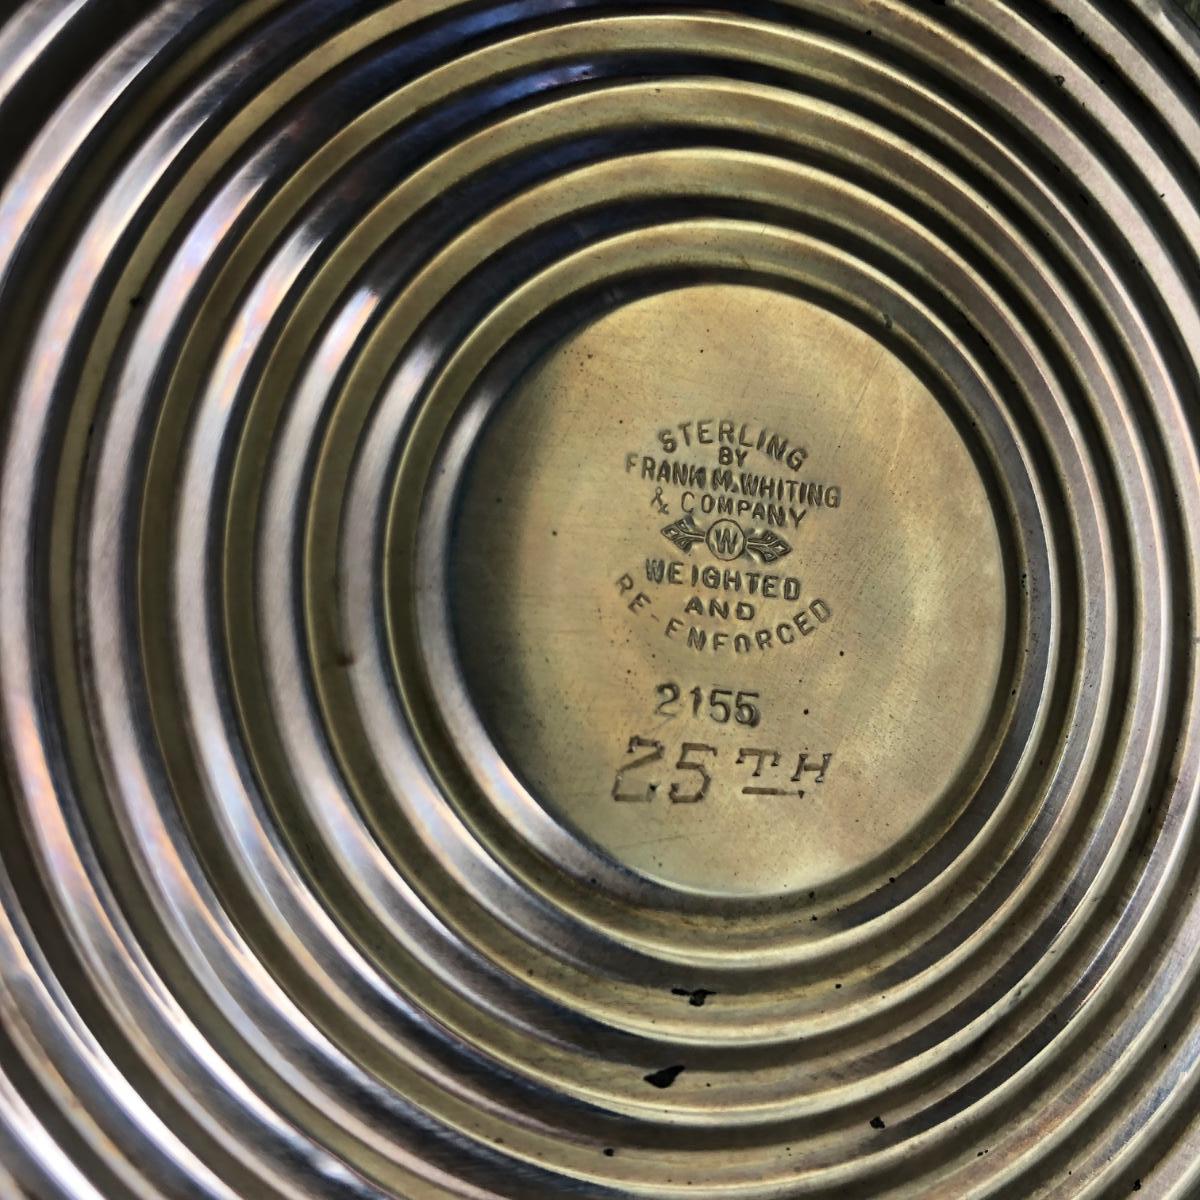 STERLING
BY
FRANK M. WHITING
& COMPANY
W
WEIGHTED
AND
RE-ENFORCED
2155
25TH